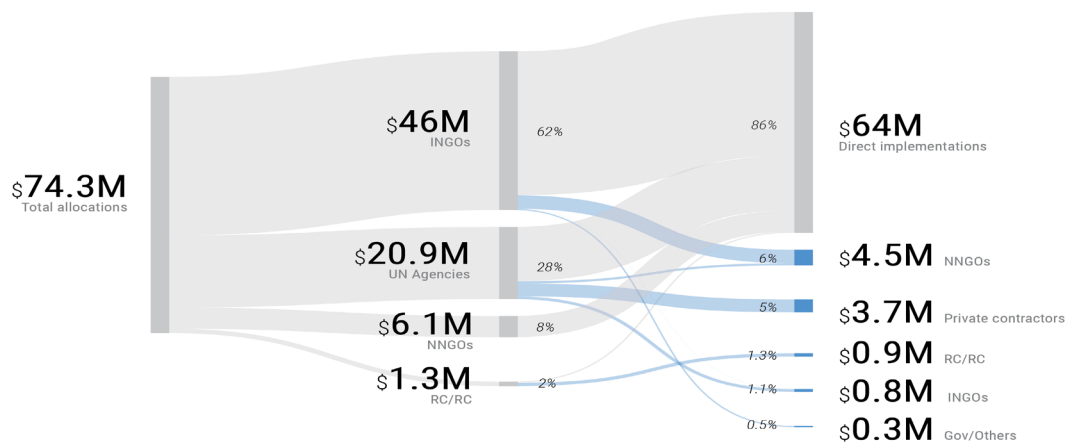 $74.3M
Total allocations
$46M
INGOs
62%
$20.9M
UN Agencies
28%
$6.1M
NNGOs
8%
$1.3M
RC/RC
2%
86%
$64M
Direct implementations
6%
$4.5M NNGOs
5%
$3.7M Private contractors
1.3%
$0.9M RC/RC
1.1%
$0.8M INGOs
0.5%
$0.3M Gov/Others